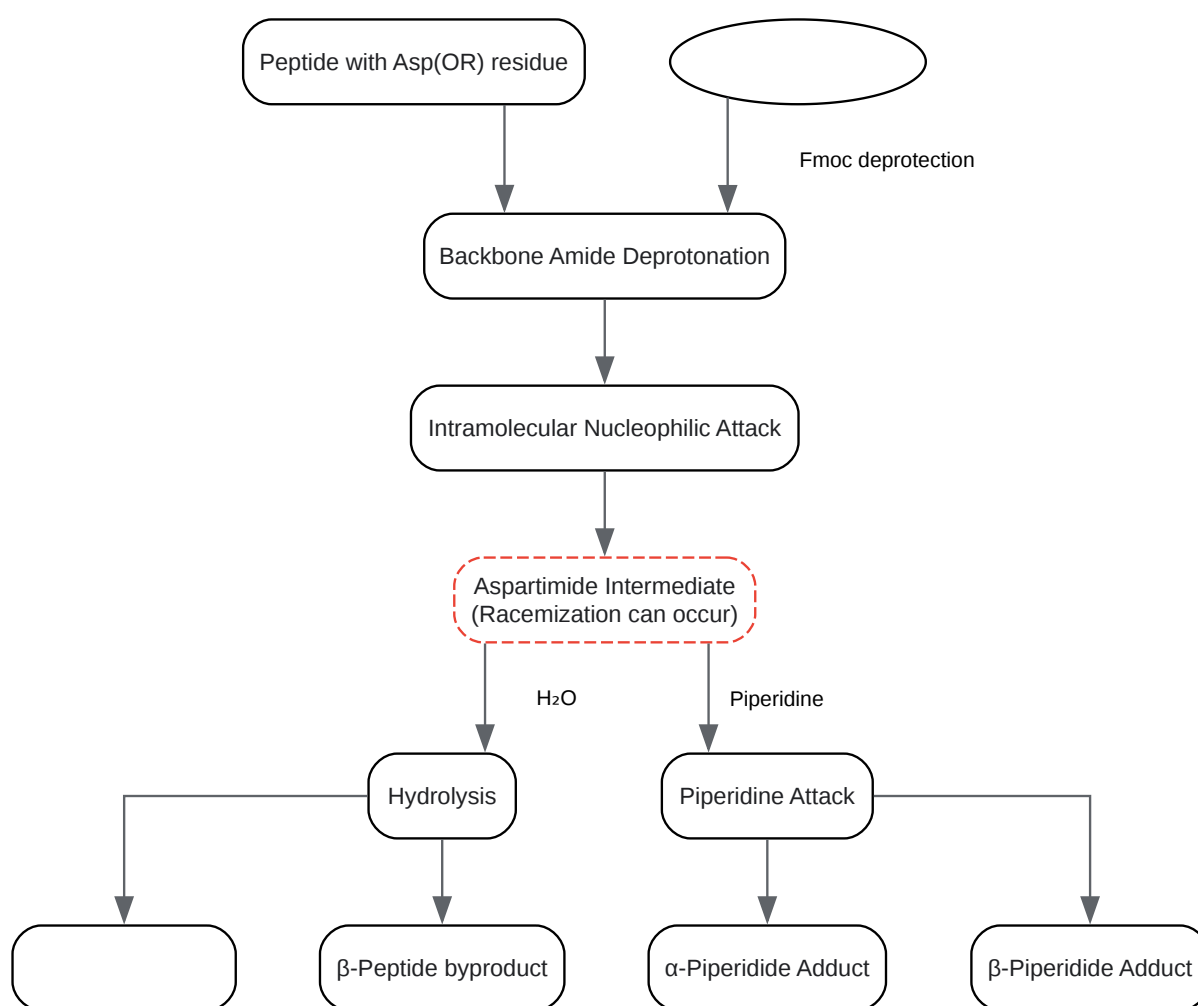 Peptide with Asp(OR) residue
Fmoc deprotection
Backbone Amide Deprotonation
Intramolecular Nucleophilic Attack
Aspartimide Intermediate
(Racemization can occur)
H₂O
Piperidine
Hydrolysis
Piperidine Attack
β-Peptide byproduct
α-Piperidide Adduct
β-Piperidide Adduct